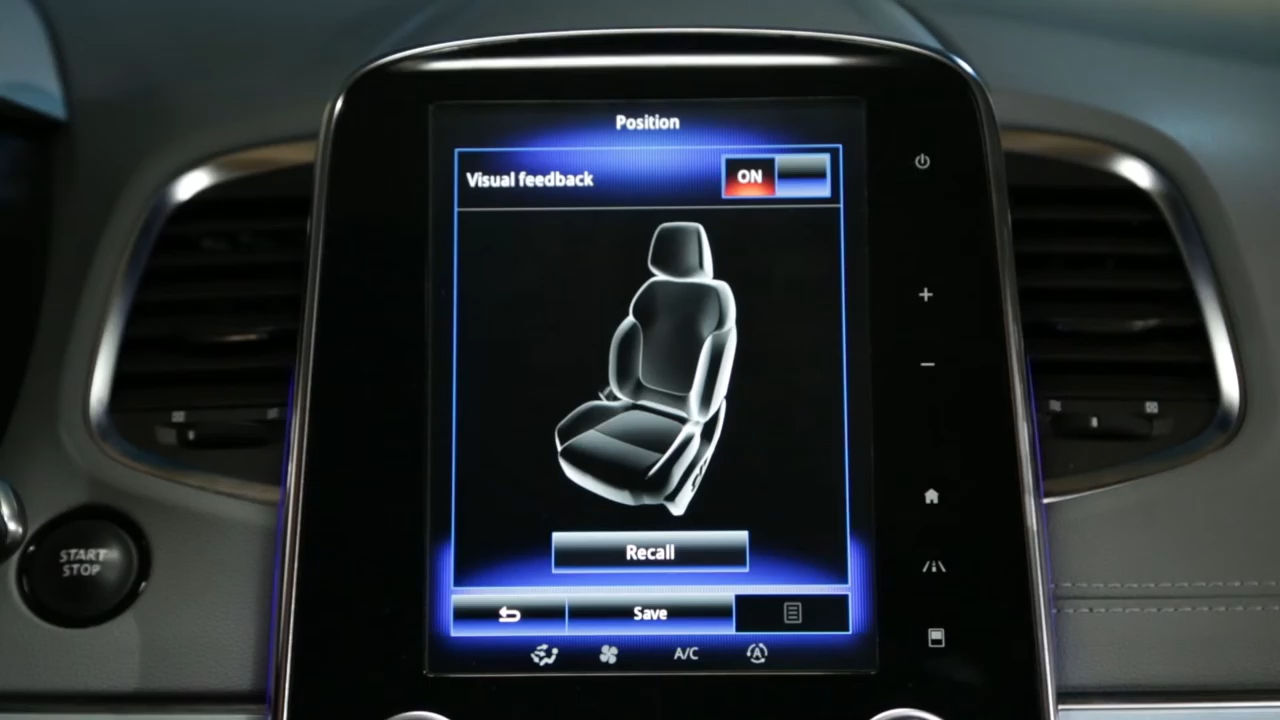 Position
Visual feedback
ON
Recall
Save
A/C
A
START
STOP